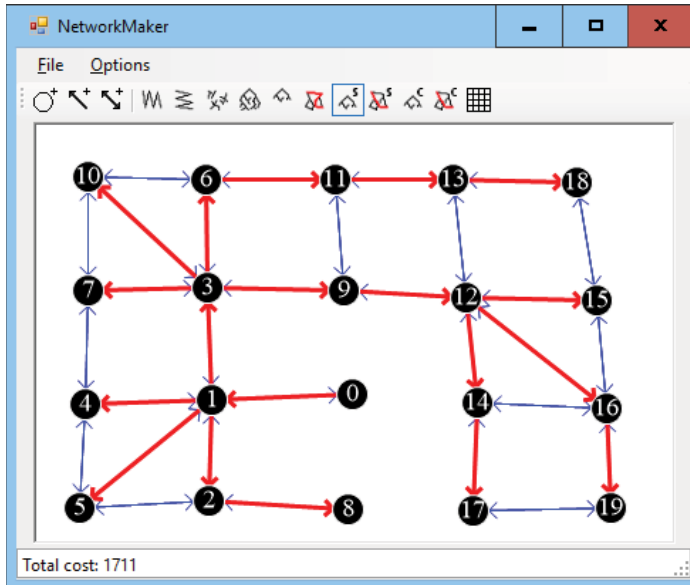 NetworkMaker
File Options
S S C C
10 6 11 13 18
7 3 9 12 15
4 1 0 14 16
5 2 8 17 19
Total cost: 1711